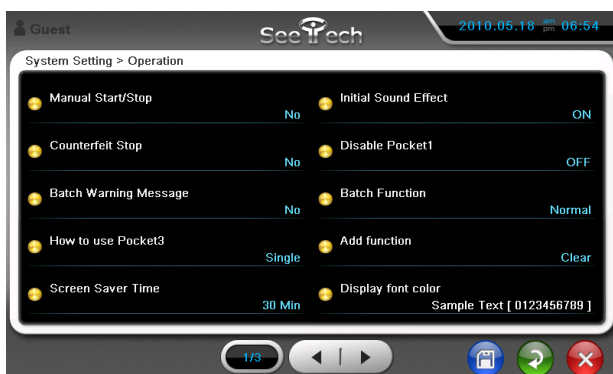 Guest
SeeTech
2010.05.18 am pm 06:54
System Setting > Operation
Manual Start/Stop
No
Initial Sound Effect
ON
Counterfeit Stop
No
Disable Pocket1
OFF
Batch Warning Message
No
Batch Function
Normal
How to use Pocket3
Single
Add function
Clear
Screen Saver Time
30 Min
Display font color
Sample Text [ 0123456789 ]
1/3